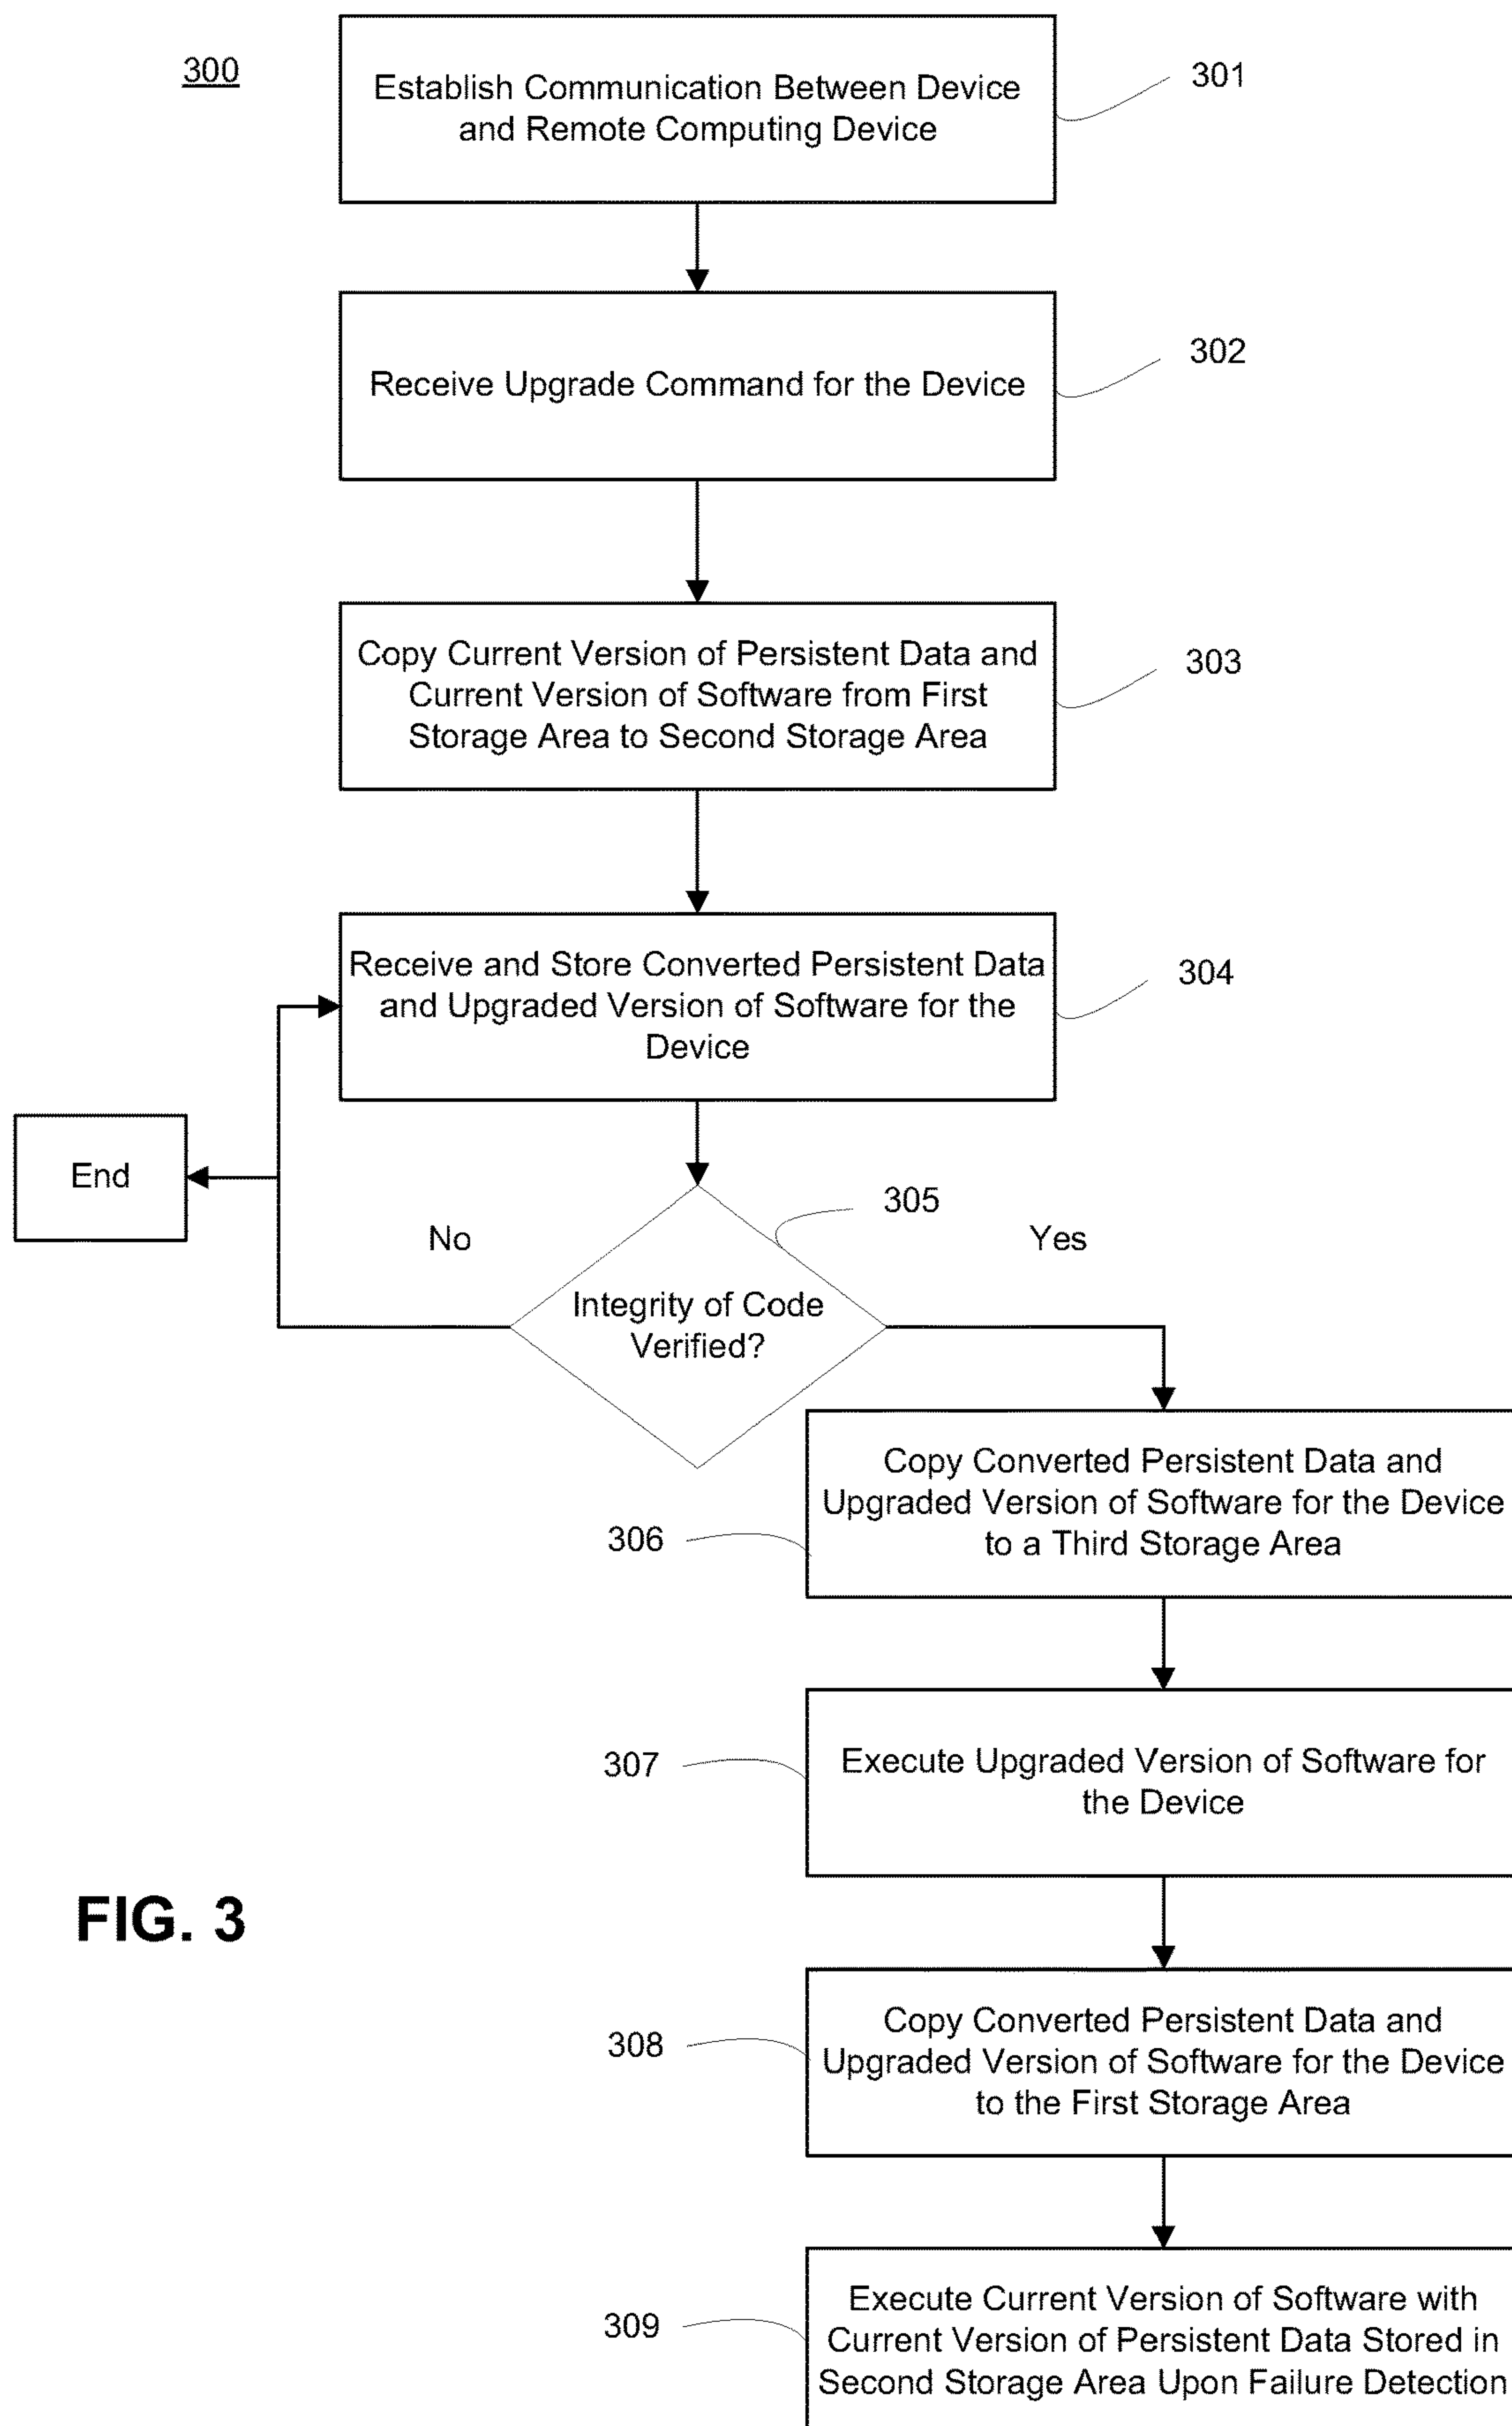 300
Establish Communication Between Device
and Remote Computing Device
301
Receive Upgrade Command for the Device
302
Copy Current Version of Persistent Data and
Current Version of Software from First
Storage Area to Second Storage Area
303
Receive and Store Converted Persistent Data
and Upgraded Version of Software for the
Device
304
End
No
305
Yes
Integrity of Code
Verified?
Copy Converted Persistent Data and
Upgraded Version of Software for the Device
to a Third Storage Area
306
Execute Upgraded Version of Software for
the Device
307
FIG. 3
Copy Converted Persistent Data and
Upgraded Version of Software for the Device
to the First Storage Area
308
Execute Current Version of Software with
Current Version of Persistent Data Stored in
Second Storage Area Upon Failure Detection
309